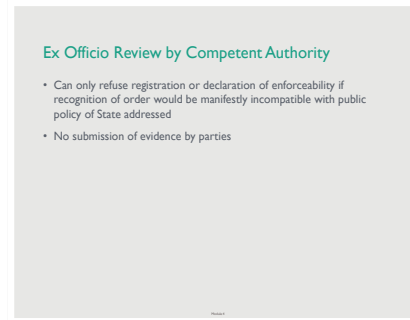 Ex Officio Review by Competent Authority
• Can only refuse registration or declaration of enforceability if
recognition of order would be manifestly incompatible with public
policy of State addressed
• No submission of evidence by parties